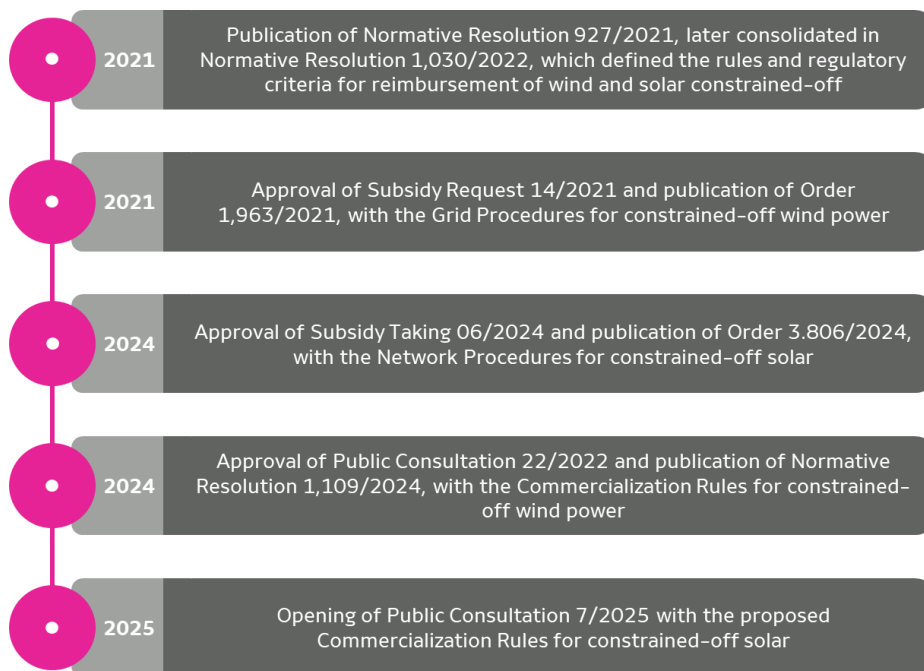 2021
Publication of Normative Resolution 927/2021, later consolidated in
Normative Resolution 1,030/2022, which defined the rules and regulatory
criteria for reimbursement of wind and solar constrained-off
2021
Approval of Subsidy Request 14/2021 and publication of Order
1,963/2021, with the Grid Procedures for constrained-off wind power
2024
Approval of Subsidy Taking 06/2024 and publication of Order 3.806/2024,
with the Network Procedures for constrained-off solar
2024
Approval of Public Consultation 22/2022 and publication of Normative
Resolution 1,109/2024, with the Commercialization Rules for constrained-
off wind power
2025
Opening of Public Consultation 7/2025 with the proposed
Commercialization Rules for constrained-off solar